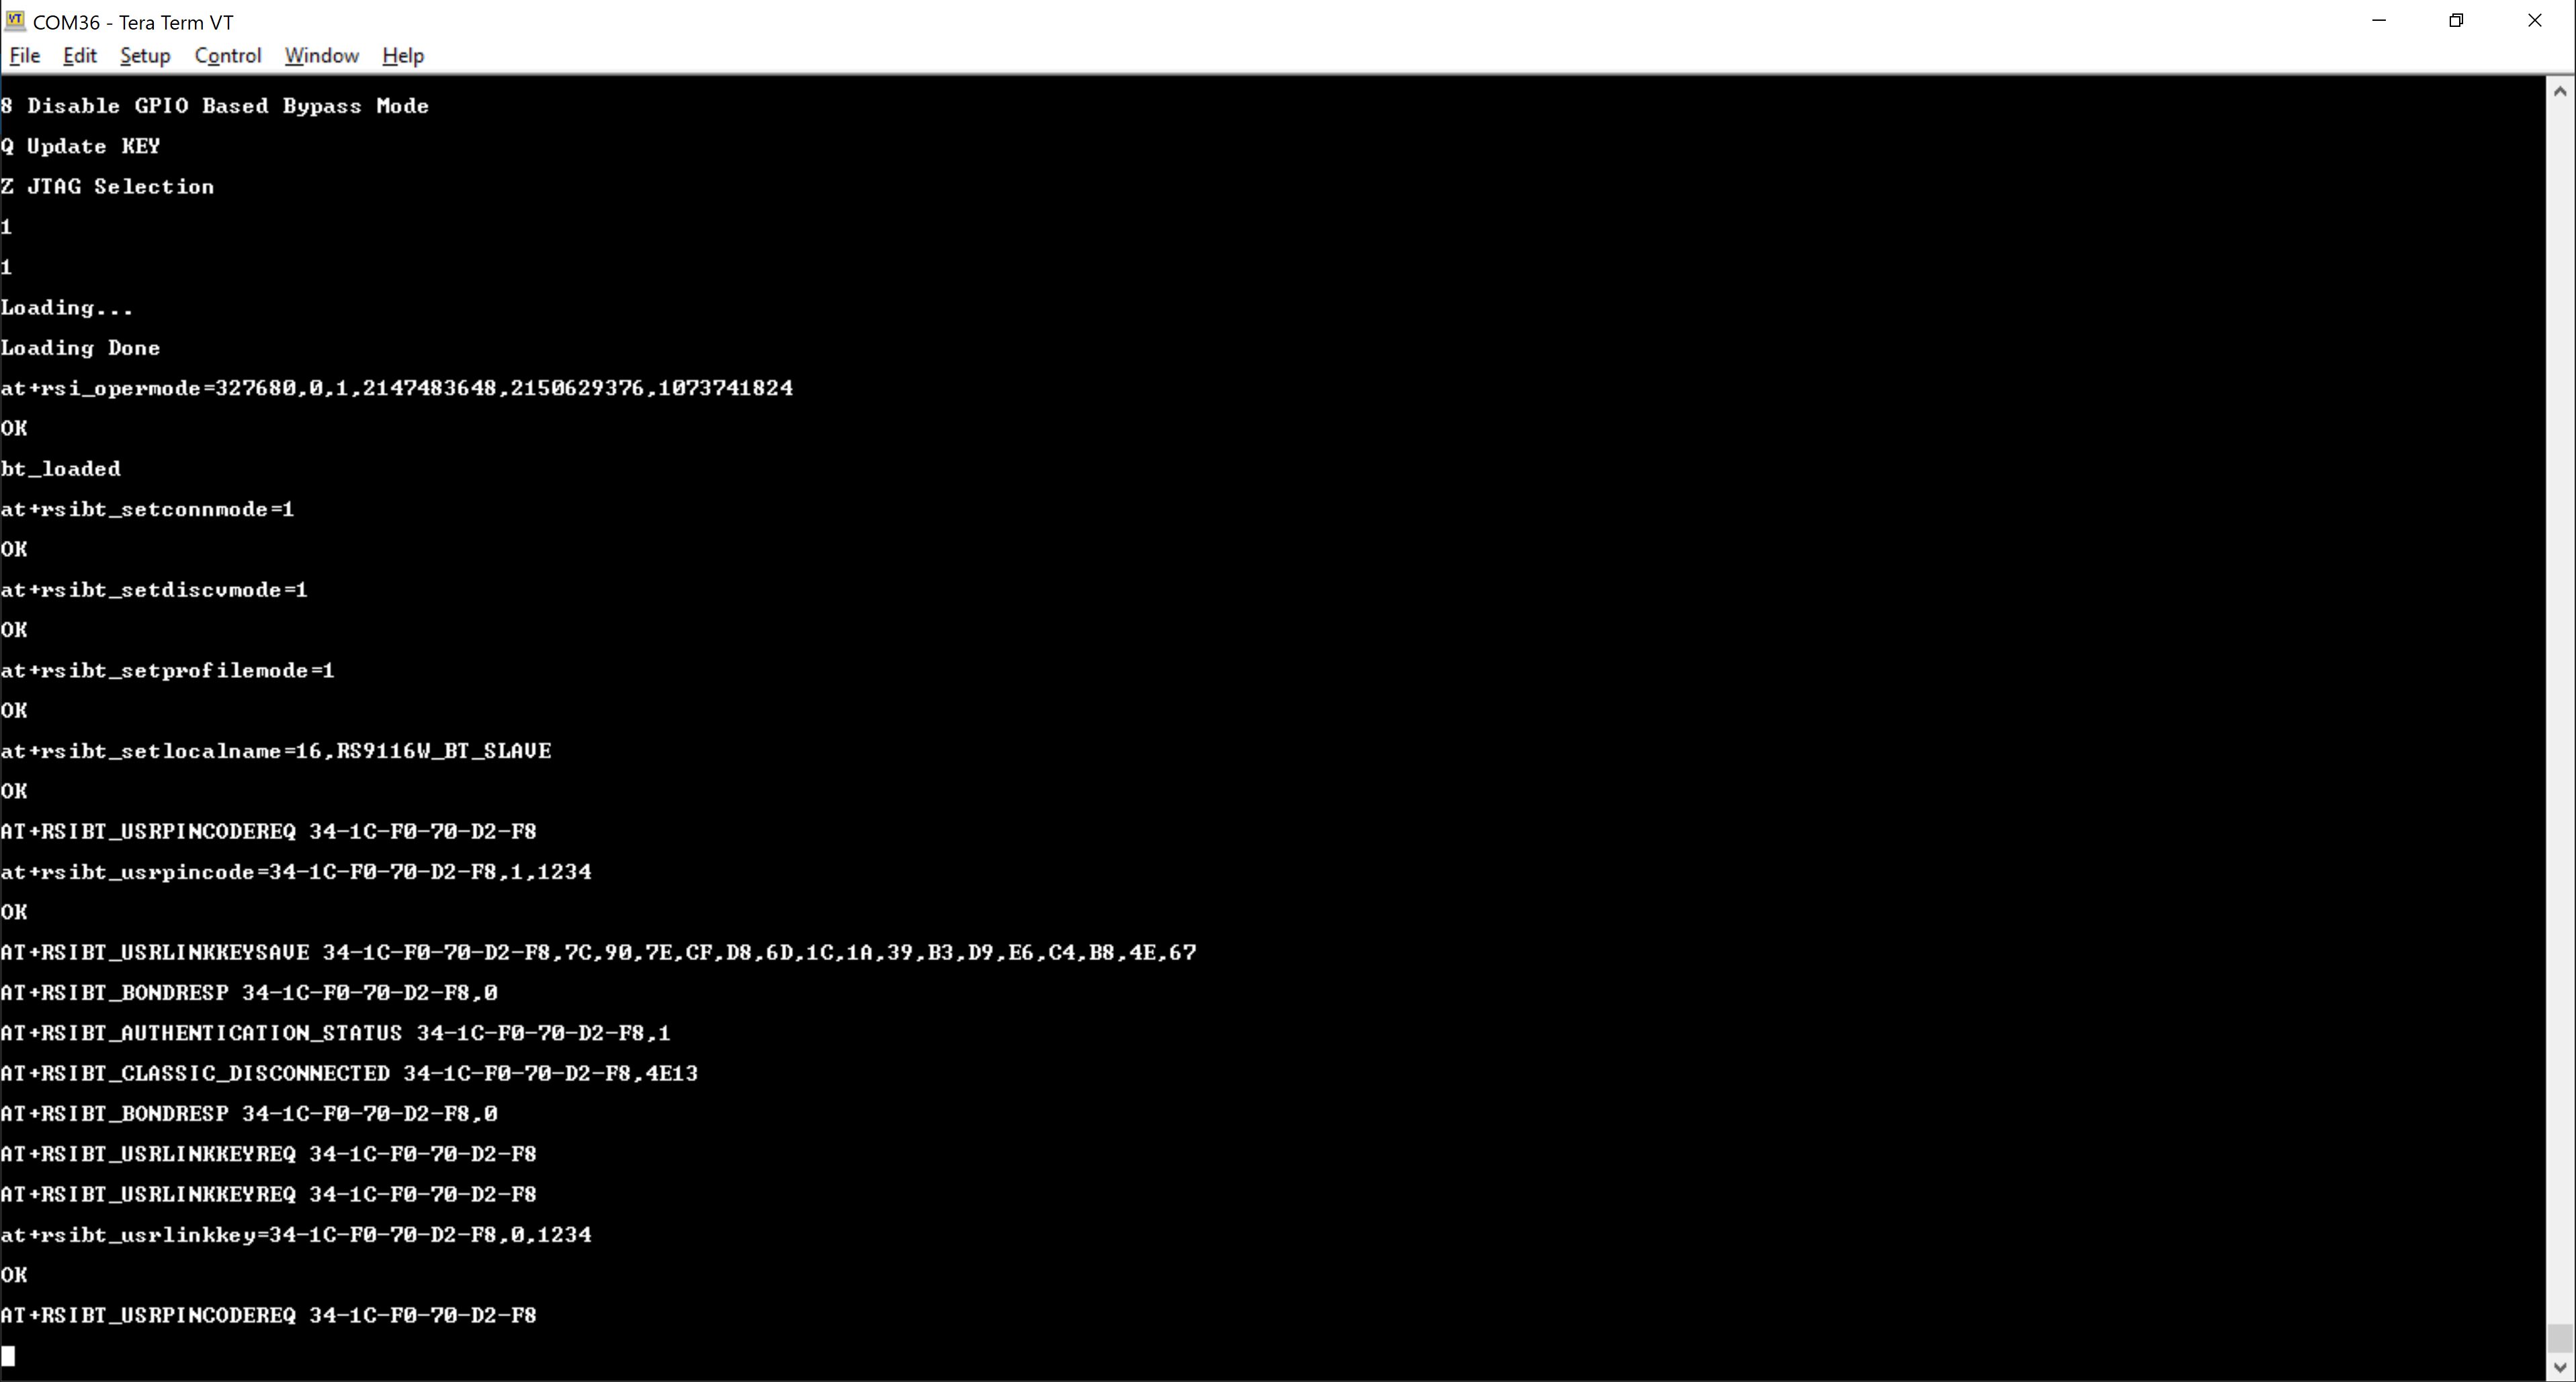 COM36 - Tera Term VT
File Edit Setup Control Window Help
8 Disable GPIO Based Bypass Mode
Q Update KEY
Z JTAG Selection
1
1
Loading...
Loading Done
at+rsi_opermode=327680,0,1,2147483648,2150629376,1073741824
OK
bt_loaded
at+rsibt_setconnmode=1
OK
at+rsibt_setdiscvmode=1
OK
at+rsibt_setprofilemode=1
OK
at+rsibt_setlocalname=16,RS9116W_BT_SLAVE
OK
AT+RSIBT_USRPINCODEREQ 34-1C-F0-70-D2-F8
at+rsibt_usrpincode=34-1C-F0-70-D2-F8,1,1234
OK
AT+RSIBT_USRLINKKEYSAVE 34-1C-F0-70-D2-F8,7C,90,7E,CF,D8,6D,1C,1A,39,B3,D9,E6,C4,B8,4E,67
AT+RSIBT_BONDRESP 34-1C-F0-70-D2-F8,0
AT+RSIBT_AUTHENTICATION_STATUS 34-1C-F0-70-D2-F8,1
AT+RSIBT_CLASSIC_DISCONNECTED 34-1C-F0-70-D2-F8,4E13
AT+RSIBT_BONDRESP 34-1C-F0-70-D2-F8,0
AT+RSIBT_USRLINKKEYREQ 34-1C-F0-70-D2-F8
AT+RSIBT_USRLINKKEYREQ 34-1C-F0-70-D2-F8
at+rsibt_usrlinkkey=34-1C-F0-70-D2-F8,0,1234
OK
AT+RSIBT_USRPINCODEREQ 34-1C-F0-70-D2-F8